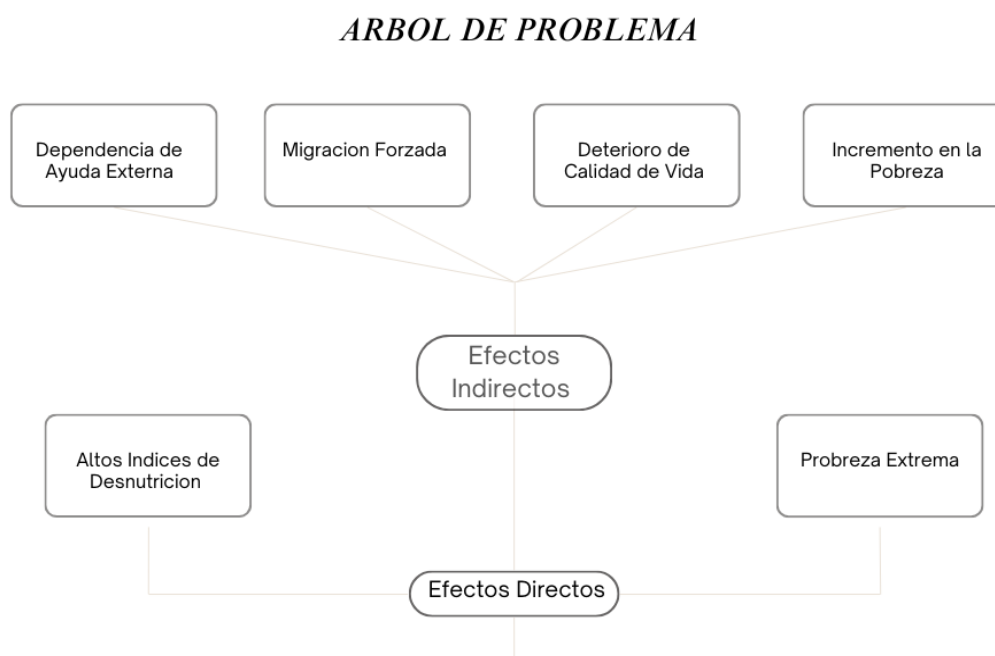 ARBOL DE PROBLEMA
Dependencia de
Ayuda Externa
Migracion Forzada
Deterioro de
Calidad de Vida
Incremento en la
Pobreza
Efectos
Indirectos
Altos Indices de
Desnutricion
Probreza Extrema
Efectos Directos